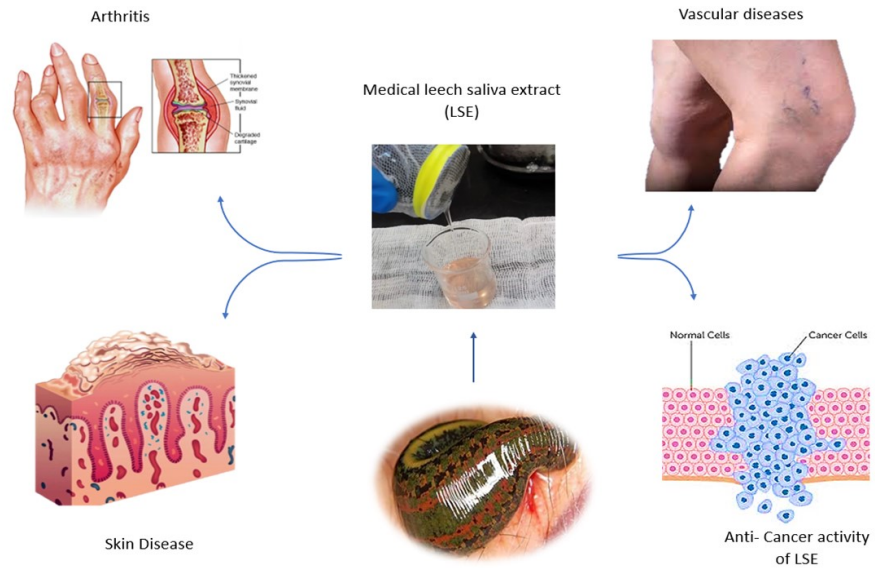 Arthritis
Thickened
synovial
membrane
Synovial
fluid
Degraded
cartilage
Medical leech saliva extract
(LSE)
Vascular diseases
Skin Disease
Normal Cells
Cancer Cells
Anti- Cancer activity
of LSE